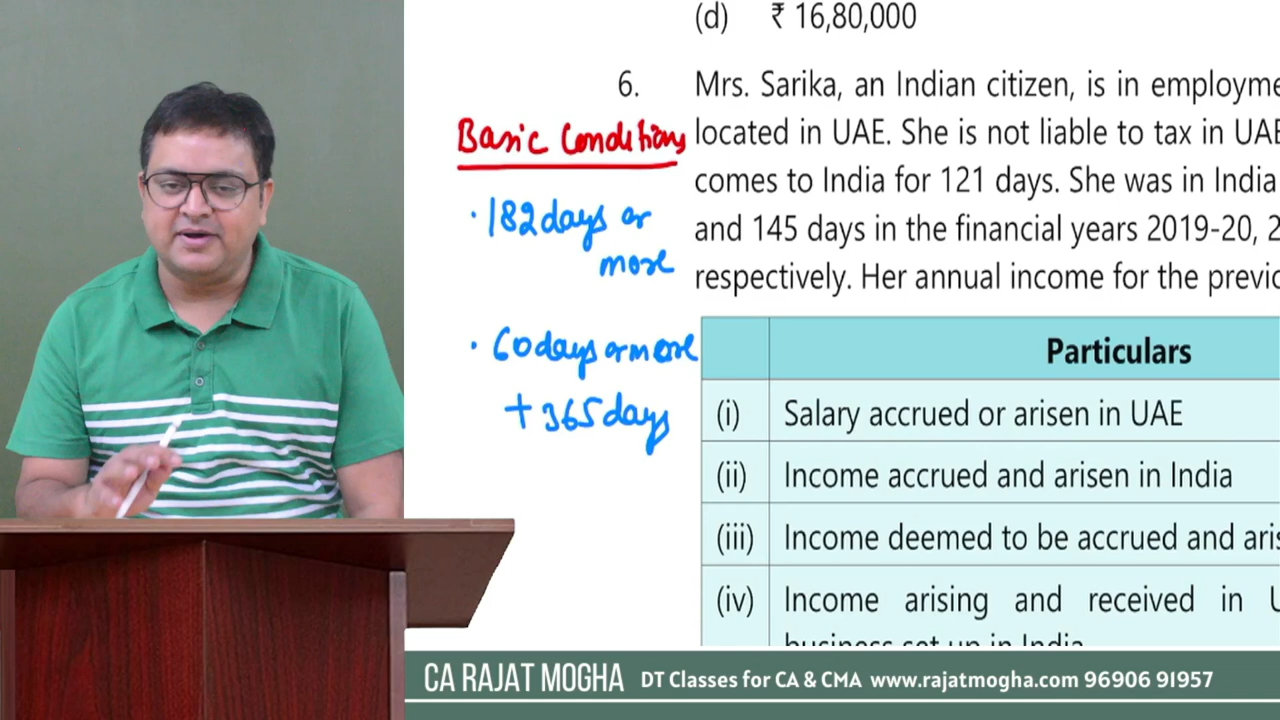 (d) ₹ 16,80,000
6. Mrs. Sarika, an Indian citizen, is in employme
located in UAE. She is not liable to tax in UAE
comes to India for 121 days. She was in India
and 145 days in the financial years 2019-20, 2
respectively. Her annual income for the previo
Basic Conditions
· 182 days or
more
· 60 days or more
+ 365 days
Particulars
(i) Salary accrued or arisen in UAE
(ii) Income accrued and arisen in India
(iii) Income deemed to be accrued and aris
(iv) Income arising and received in U
business set up in India
CA RAJAT MOGHA DT Classes for CA & CMA www.rajatmogha.com 96906 91957